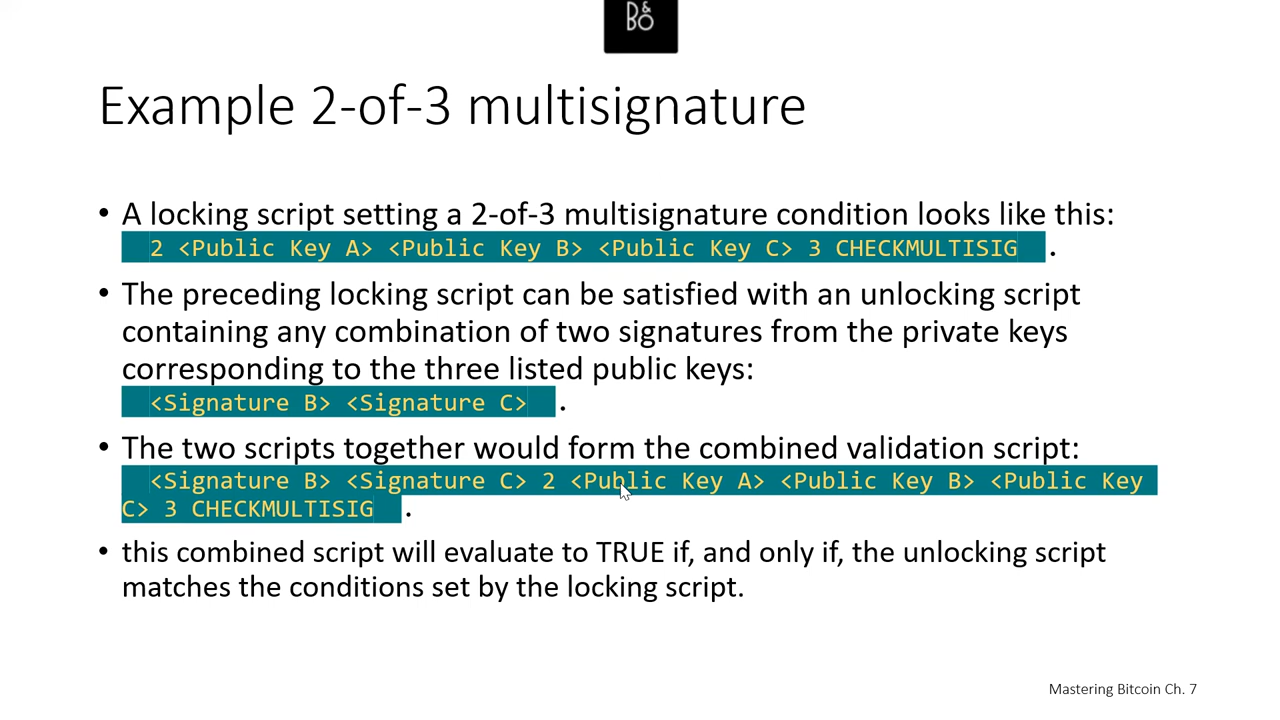 B&O
Example 2-of-3 multisignature
• A locking script setting a 2-of-3 multisignature condition looks like this:
2 <Public Key A> <Public Key B> <Public Key C> 3 CHECKMULTISIG .
• The preceding locking script can be satisfied with an unlocking script
containing any combination of two signatures from the private keys
corresponding to the three listed public keys:
<Signature B> <Signature C> .
• The two scripts together would form the combined validation script:
<Signature B> <Signature C> 2 <Public Key A> <Public Key B> <Public Key
C> 3 CHECKMULTISIG .
• this combined script will evaluate to TRUE if, and only if, the unlocking script
matches the conditions set by the locking script.
Mastering Bitcoin Ch. 7